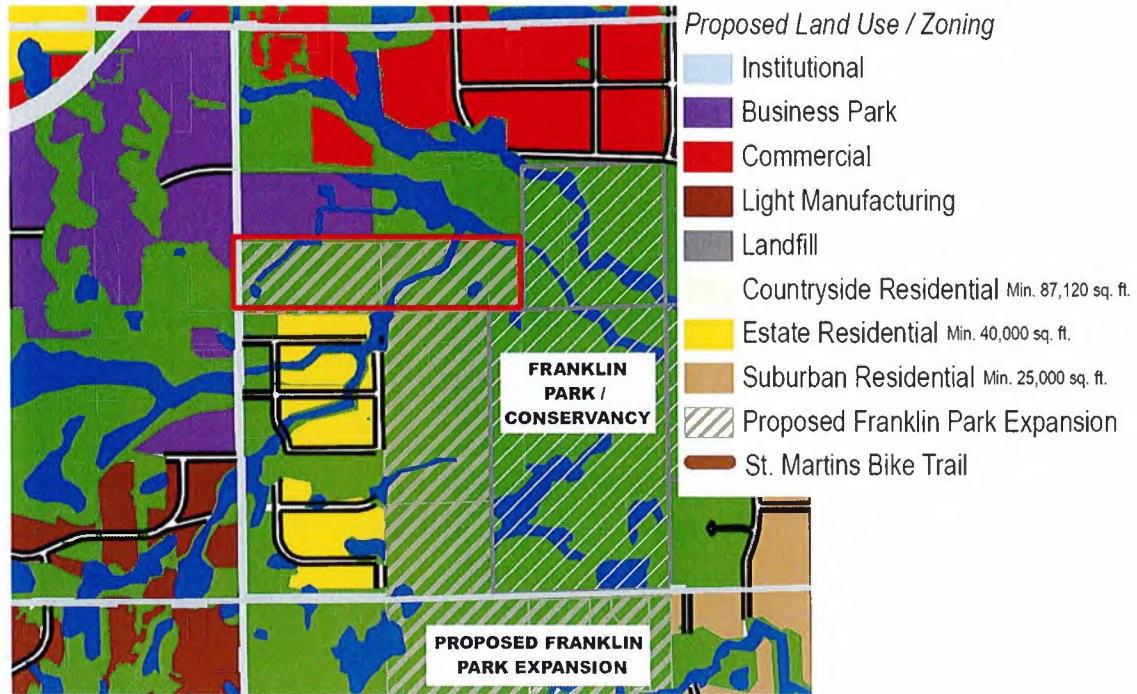 Proposed Land Use / Zoning
Institutional
Business Park
Commercial
Light Manufacturing
Landfill
Countryside Residential Min. 87,120 sq. ft.
Estate Residential Min. 40,000 sq. ft.
Suburban Residential Min. 25,000 sq. ft.
Proposed Franklin Park Expansion
St. Martins Bike Trail
FRANKLIN
PARK /
CONSERVANCY
PROPOSED FRANKLIN
PARK EXPANSION